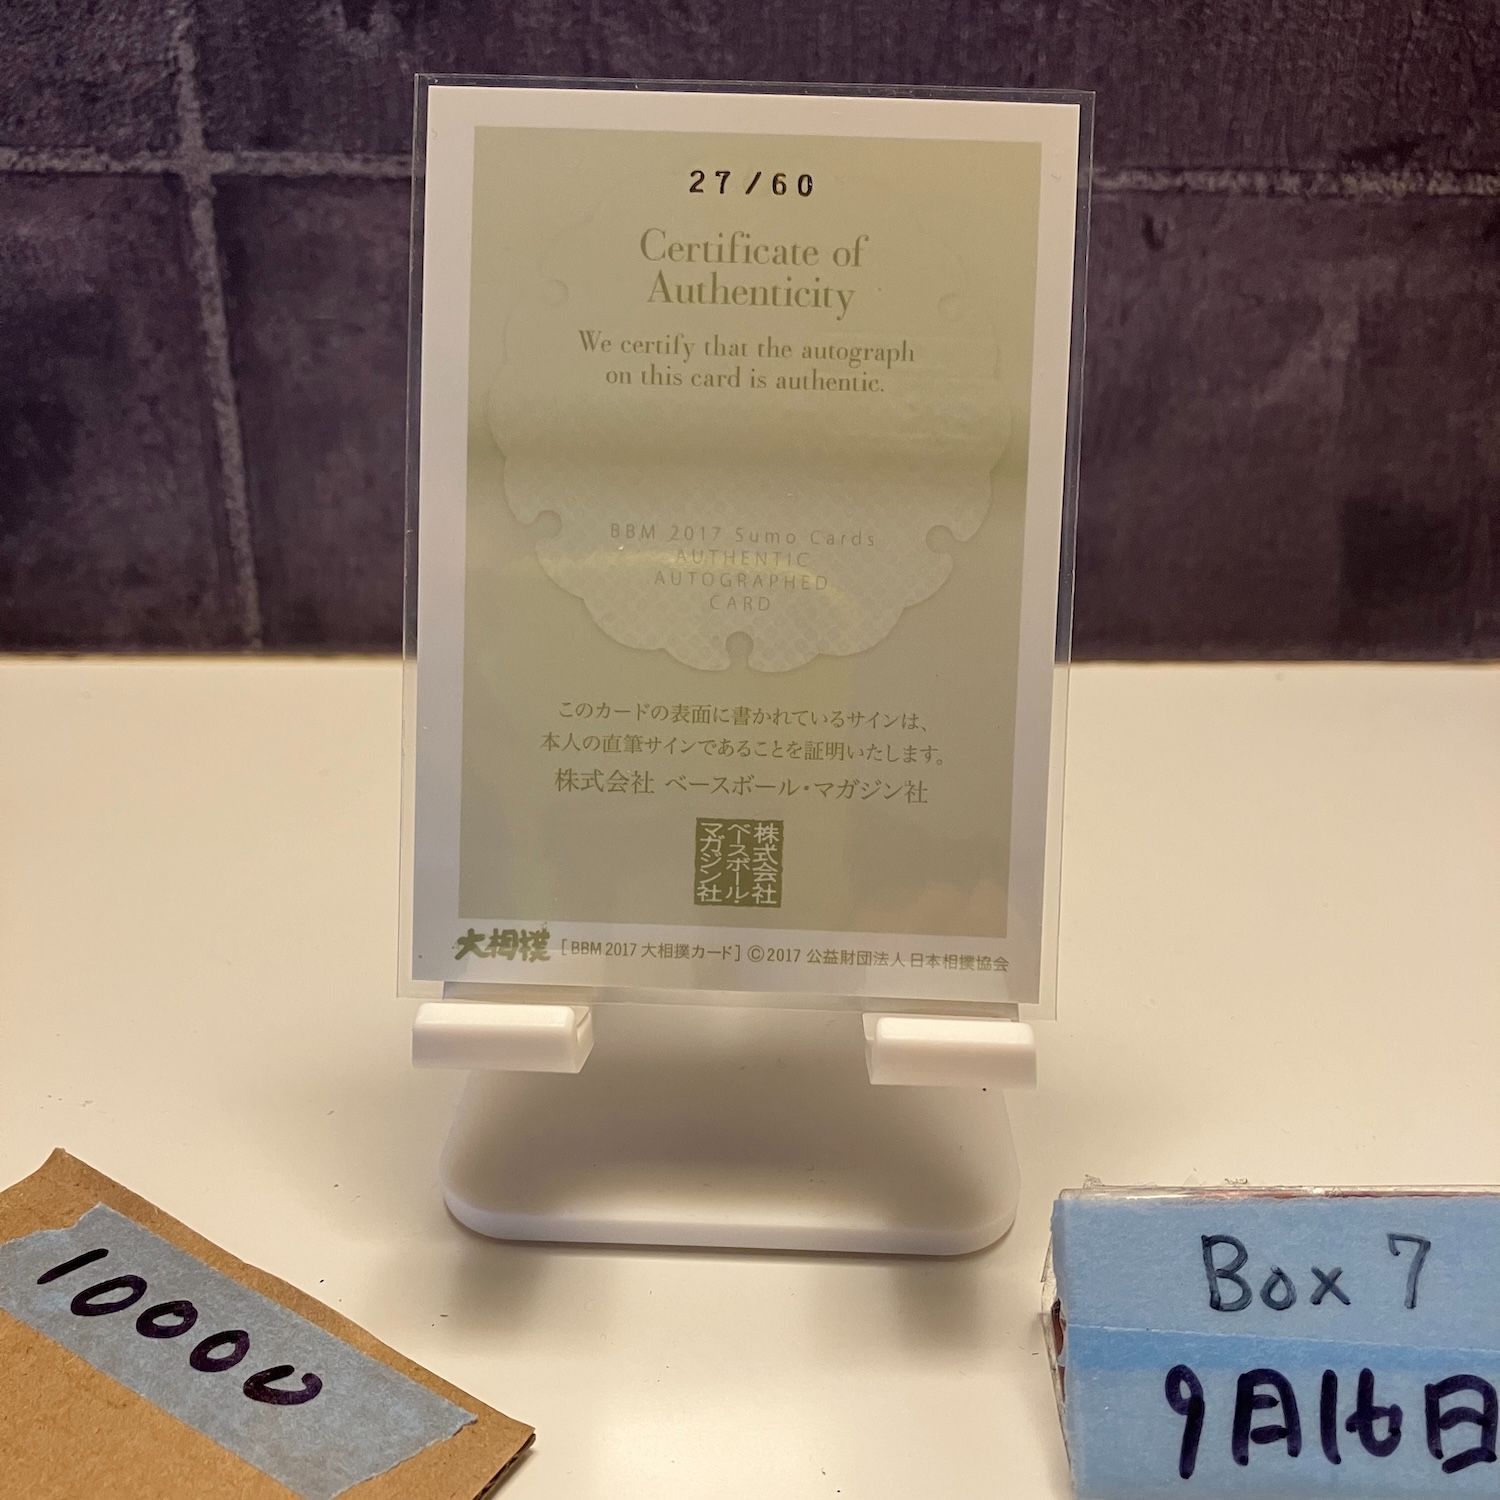 27/60
Certificate of
Authenticity
We certify that the autograph
on this card is authentic.
BBM 2017 Sumo Cards
AUTHENTIC
AUTOGRAPHED
CARD
このカードの表面に書かれているサインは、
本人の直筆サインであることを証明いたします。
株式会社 ベースボール・マガジン社
株式会社
ベースボール・
マガジン社
大相撲 [BBM 2017 大相撲カード] ©2017 公益財団法人 日本相撲協会
10000
Box 7
9月16日